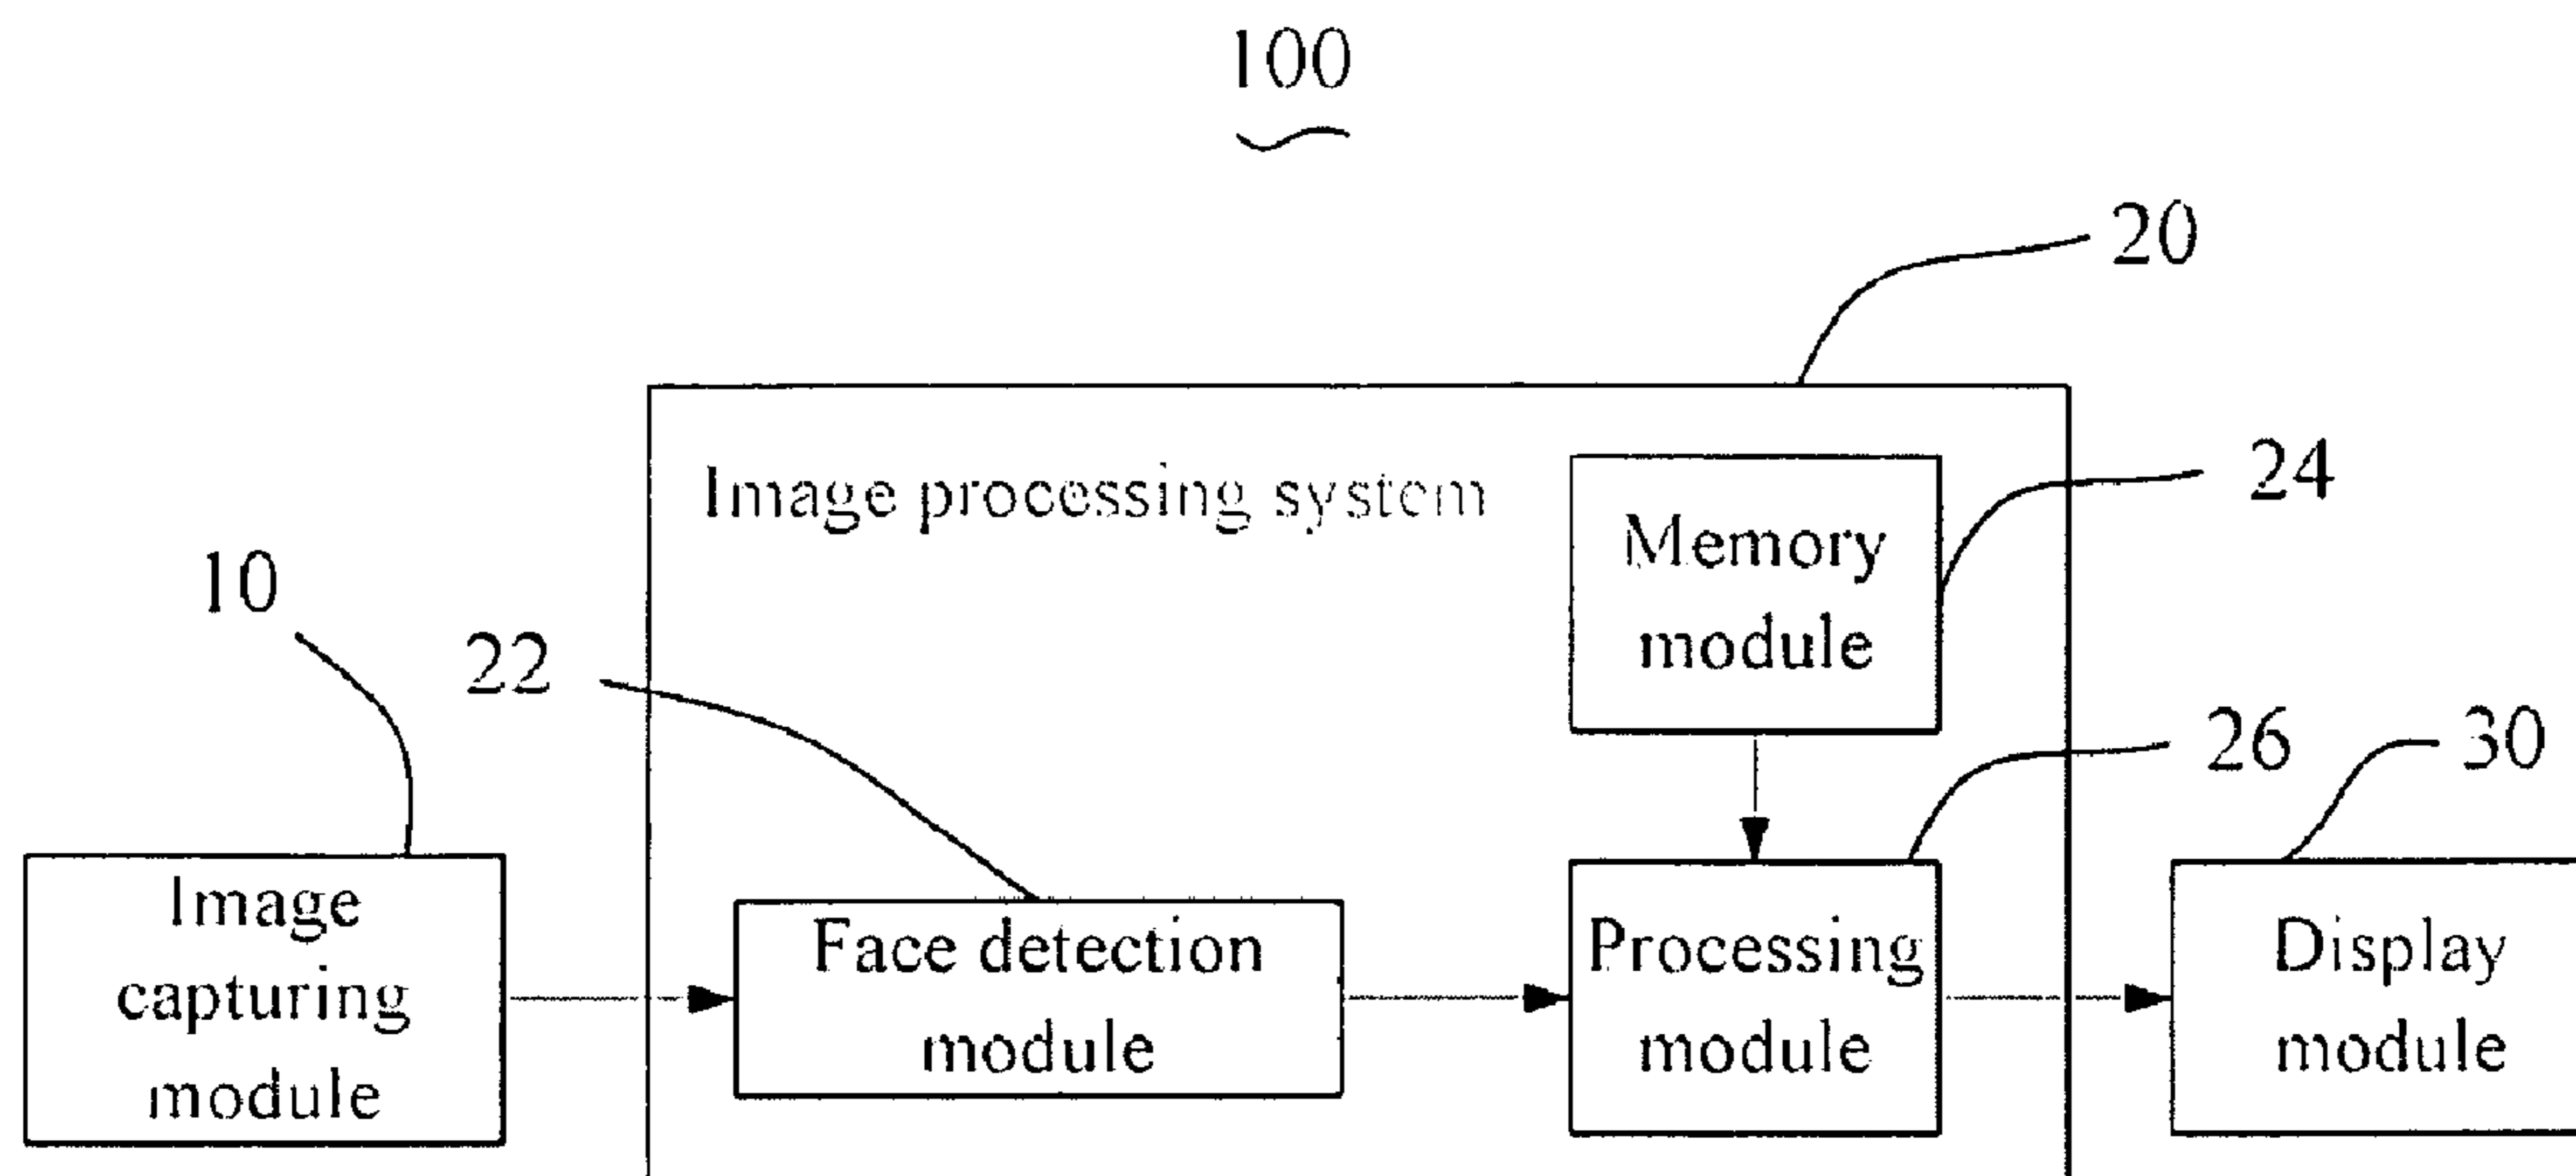 100
20
Image processing system
24
Memory
module
10
22
26
30
Image
capturing
module
Face detection
module
Processing
module
Display
module